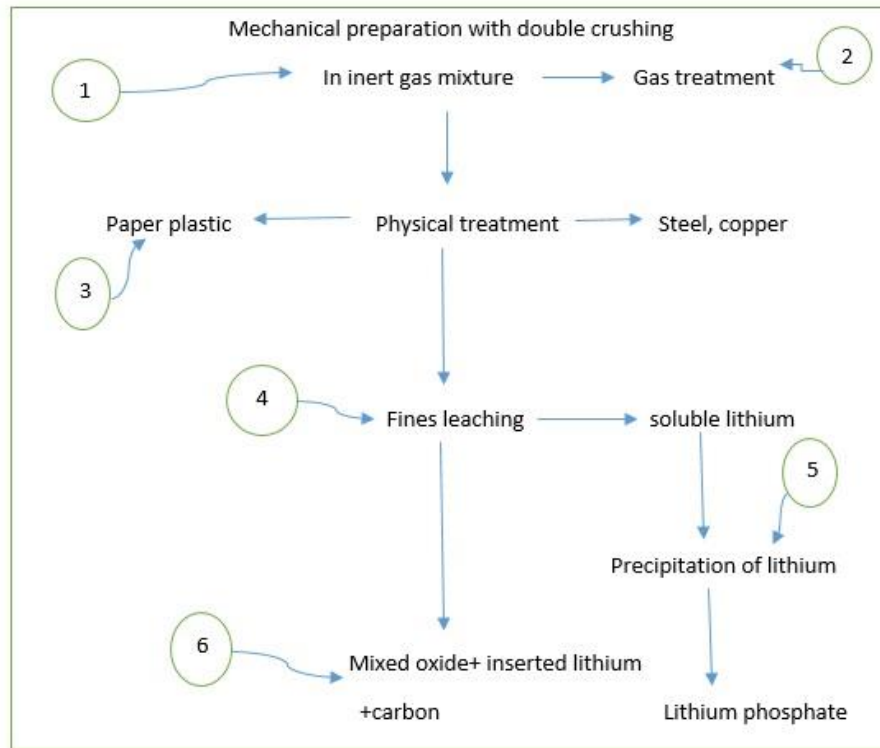 Mechanical preparation with double crushing
1
In inert gas mixture
Gas treatment
2
Paper plastic
Physical treatment
Steel, copper
3
4
Fines leaching
soluble lithium
5
Precipitation of lithium
6
Mixed oxide+ inserted lithium
+carbon
Lithium phosphate